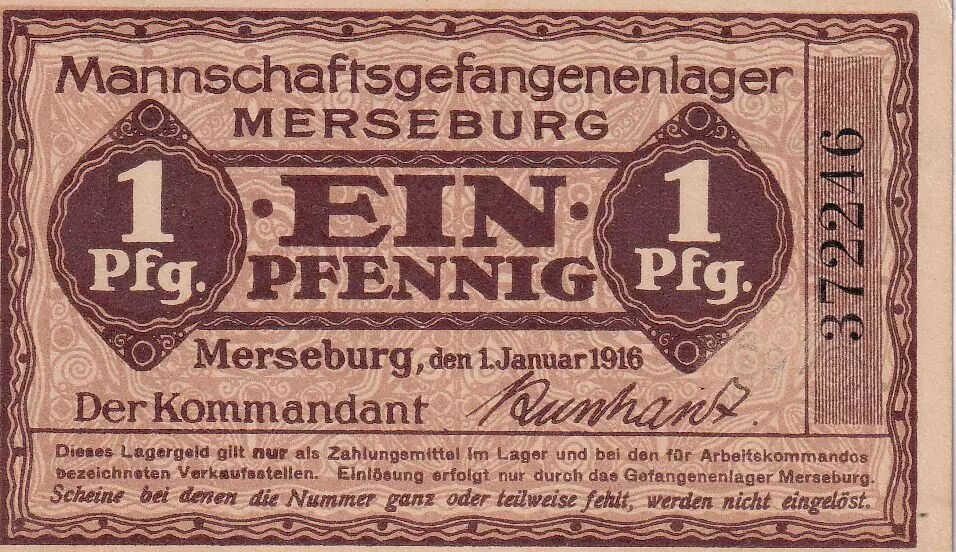 Mannschaftsgefangenenlager
MERSEBURG
1 Pfg.
· EIN ·
PFENNIG
1 Pfg.
Merseburg, den 1. Januar 1916
Der Kommandant
Dieses Lagergeld gilt nur als Zahlungsmittel im Lager und bei den für Arbeitskommandos
bezeichneten Verkaufsstellen. Einlösung erfolgt nur durch das Gefangenenlager Merseburg.
Scheine bei denen die Nummer ganz oder teilweise fehlt, werden nicht eingelöst.
372246